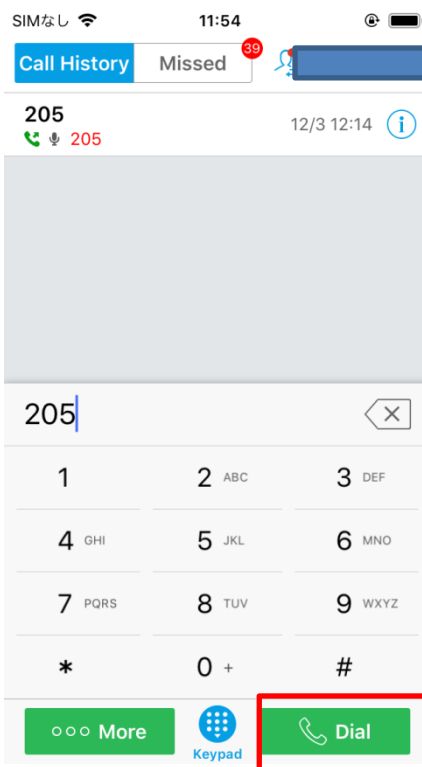 SIMなし 11:54
Call History Missed 39
205
205 12/3 12:14 i
205
1 2 ABC 3 DEF
4 GHI 5 JKL 6 MNO
7 PQRS 8 TUV 9 WXYZ
* 0 + #
More Keypad Dial